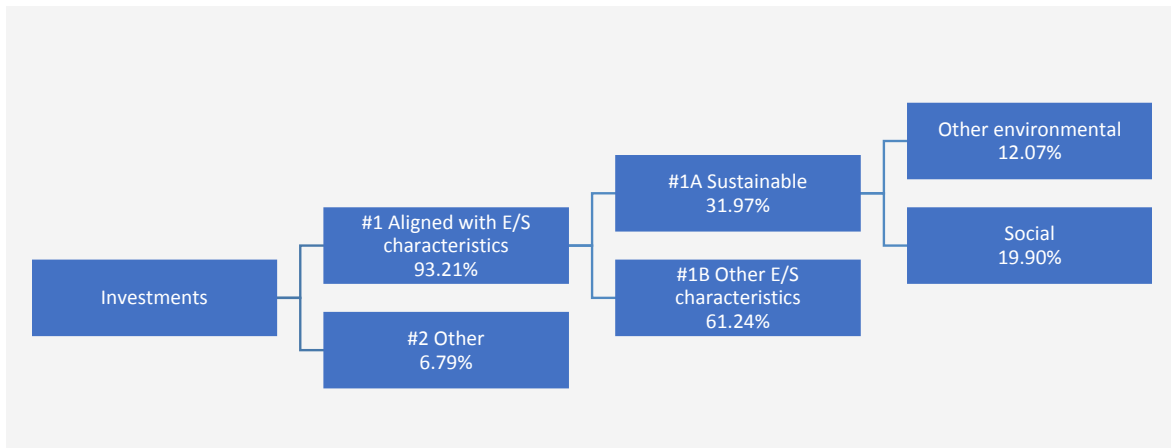 Investments
#1 Aligned with E/S
characteristics
93.21%
#2 Other
6.79%
#1A Sustainable
31.97%
#1B Other E/S
characteristics
61.24%
Other environmental
12.07%
Social
19.90%